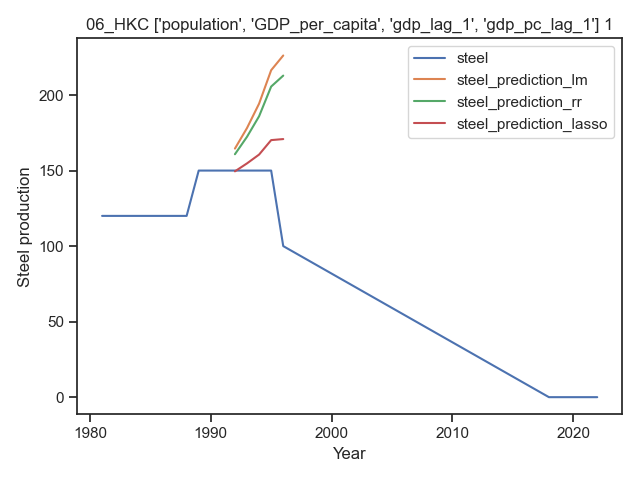 06_HKC ['population', 'GDP_per_capita', 'gdp_lag_1', 'gdp_pc_lag_1'] 1
steel
steel_prediction_lm
steel_prediction_rr
steel_prediction_lasso
Steel production
200
150
100
50
0
1980
1990
2000
2010
2020
Year